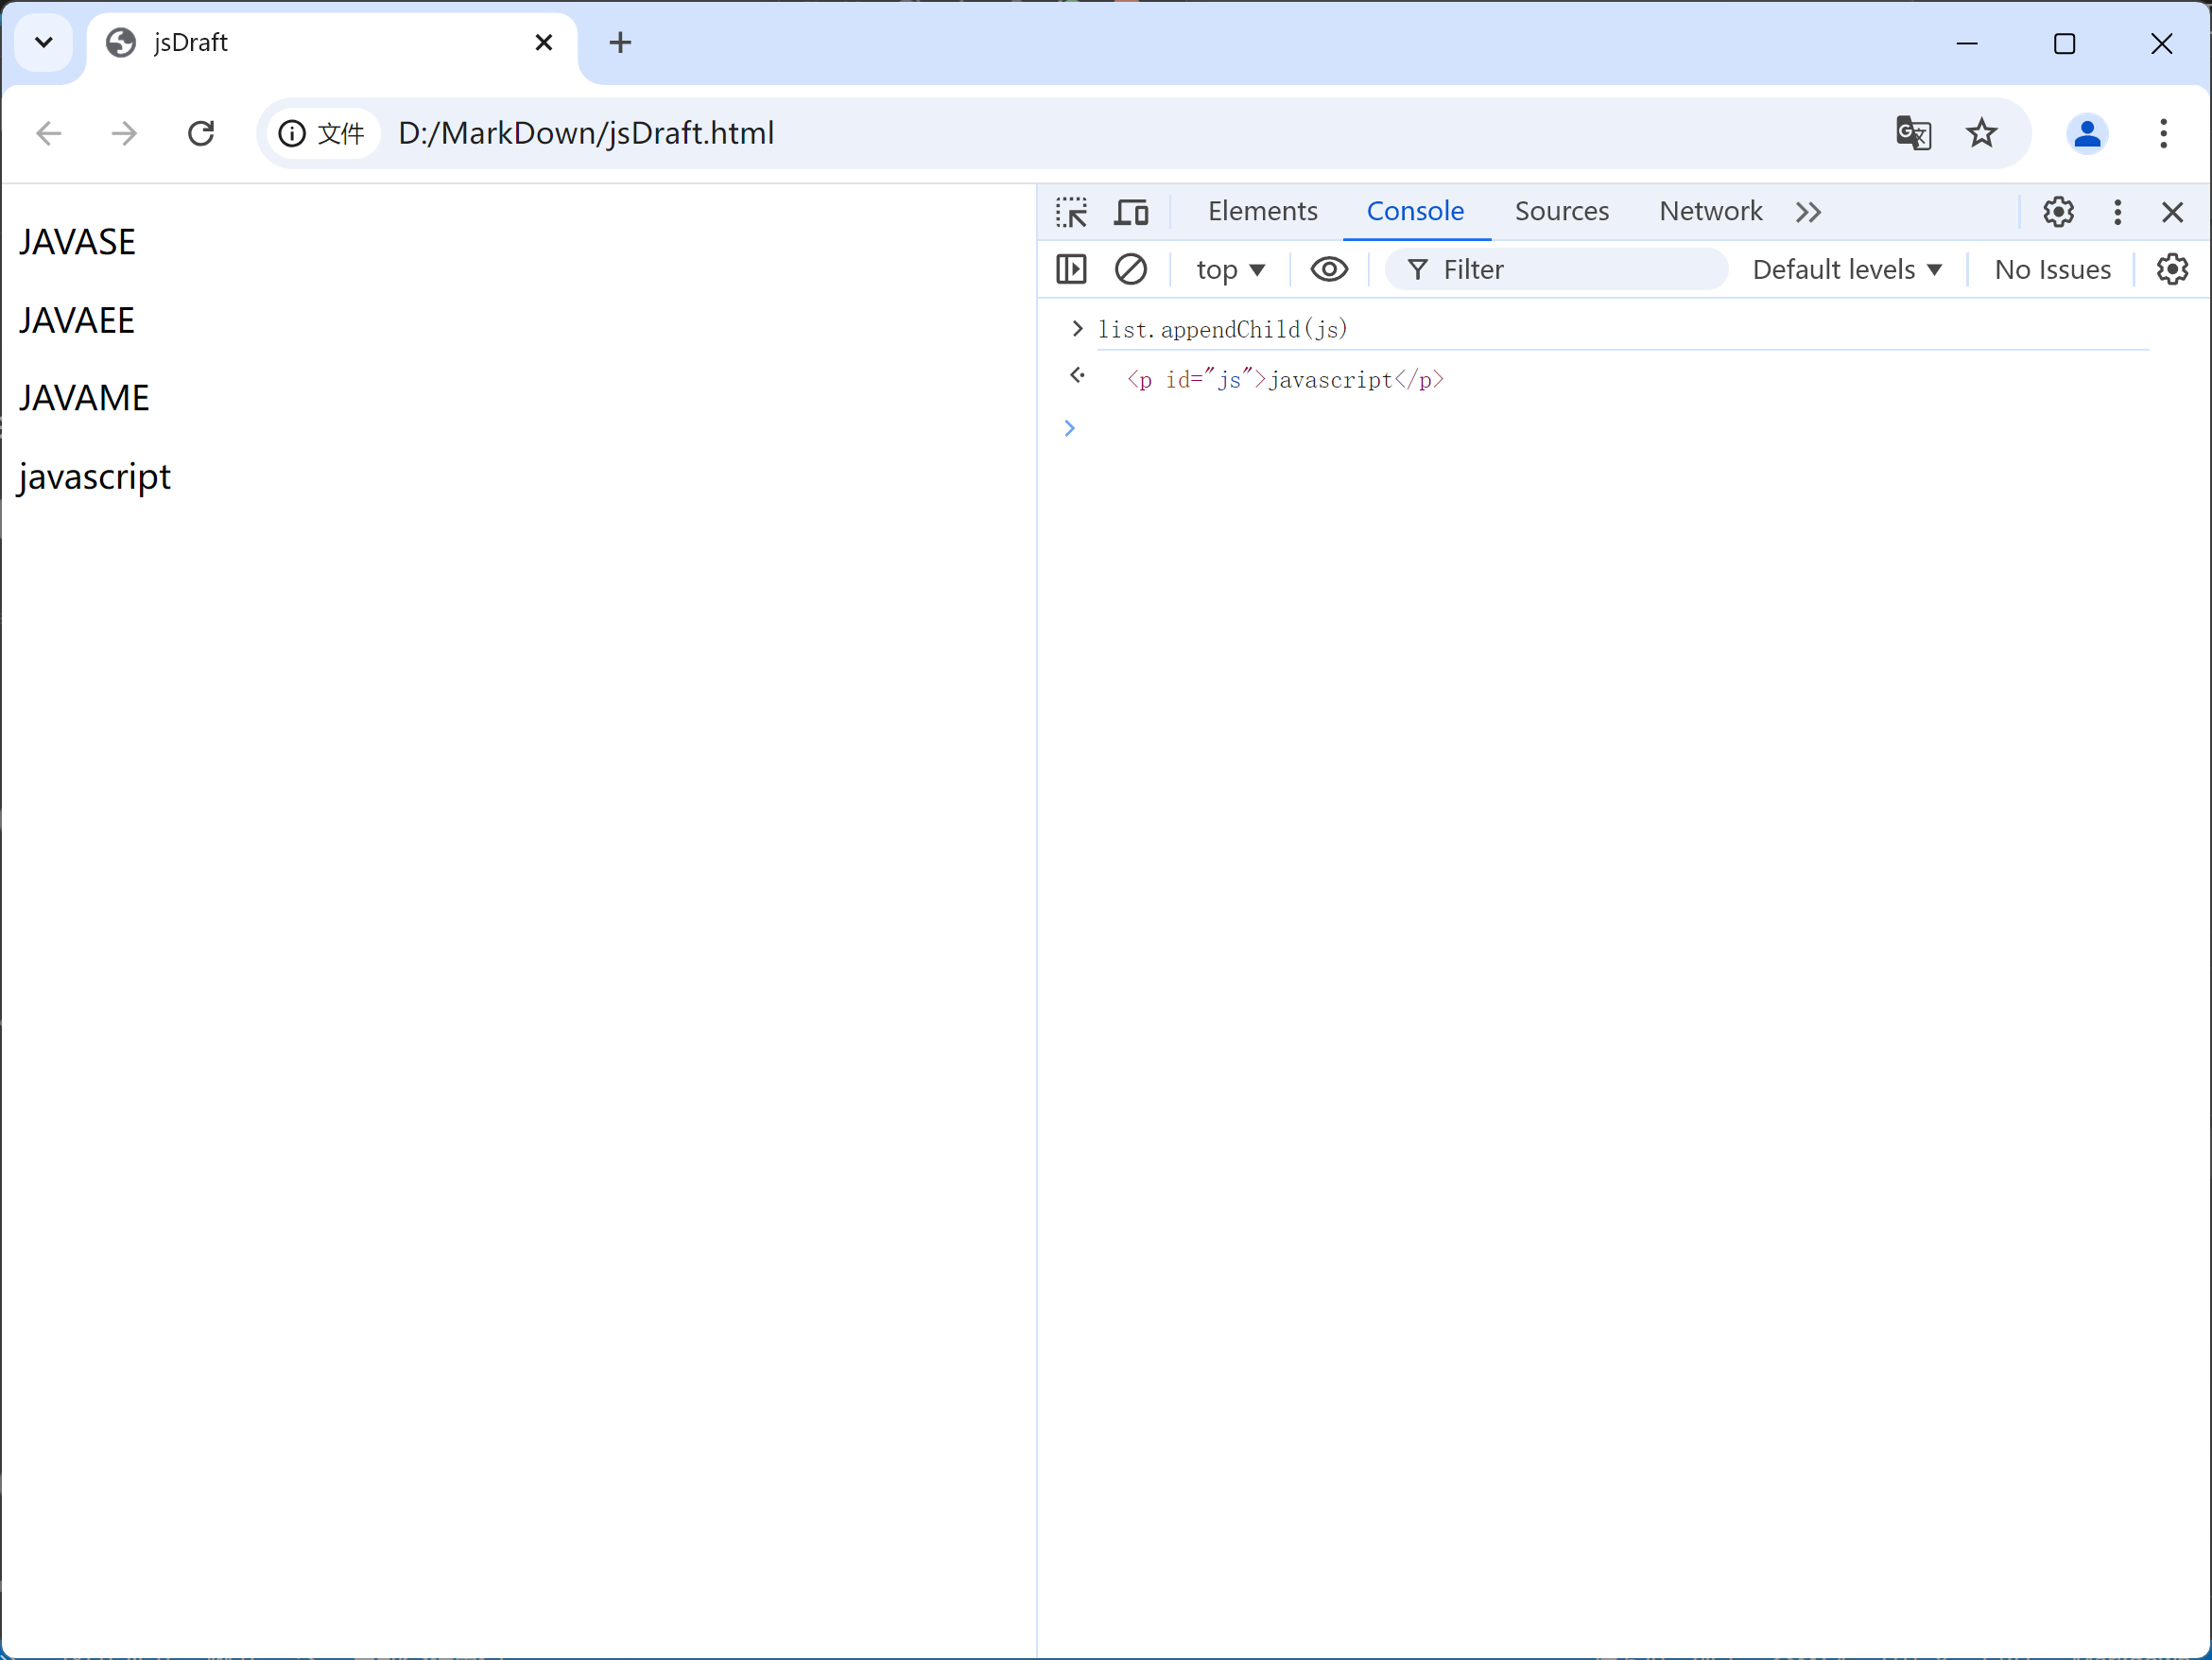 jsDraft
文件 D:/MarkDown/jsDraft.html
JAVASE
JAVAEE
JAVAME
javascript
Elements Console Sources Network
top Filter Default levels No Issues
list.appendChild(js)
<p id="js">javascript</p>